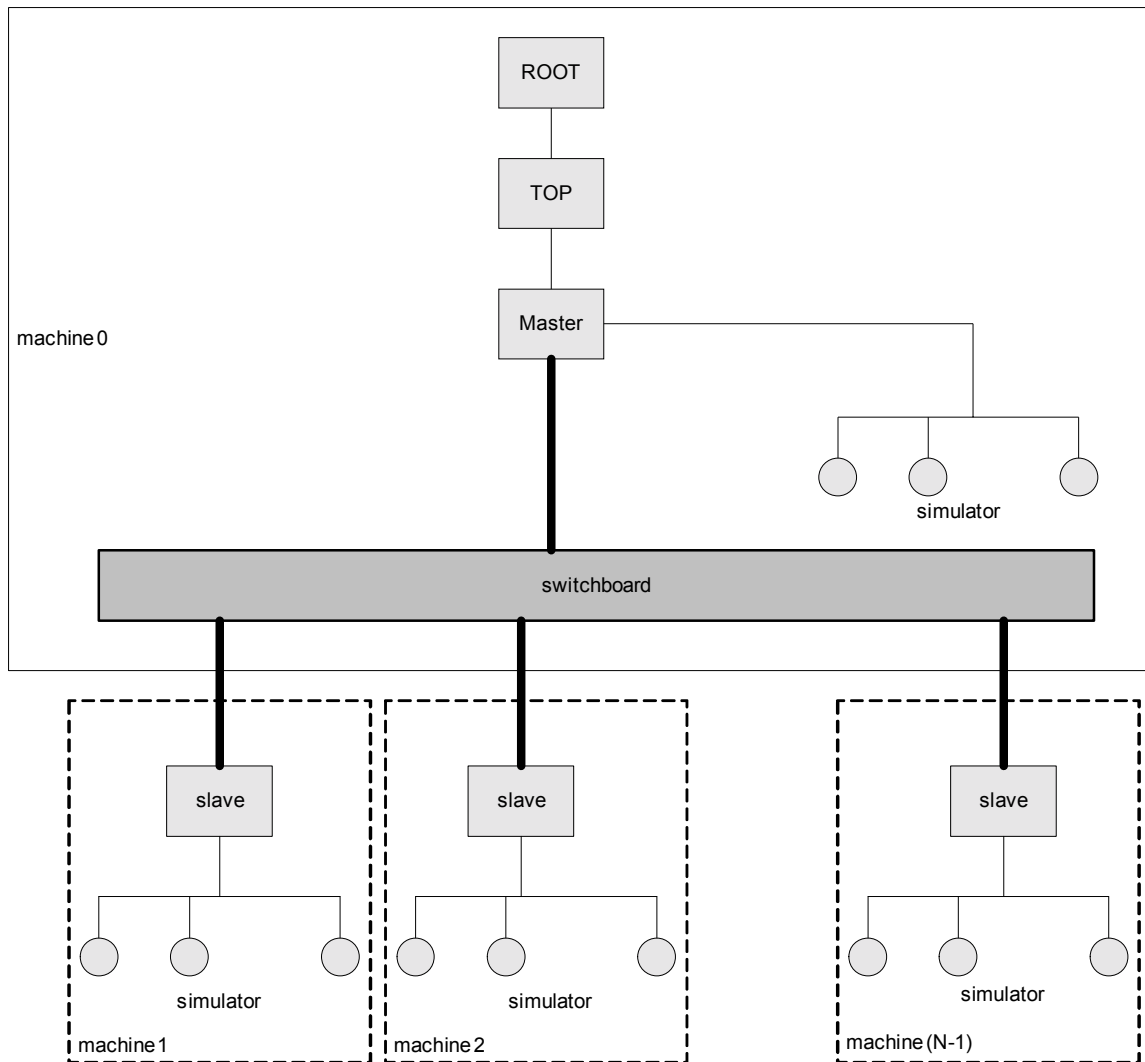 ROOT
TOP
Master
machine 0
simulator
switchboard
slave
slave
slave
simulator
simulator
simulator
machine 1
machine 2
machine (N-1)